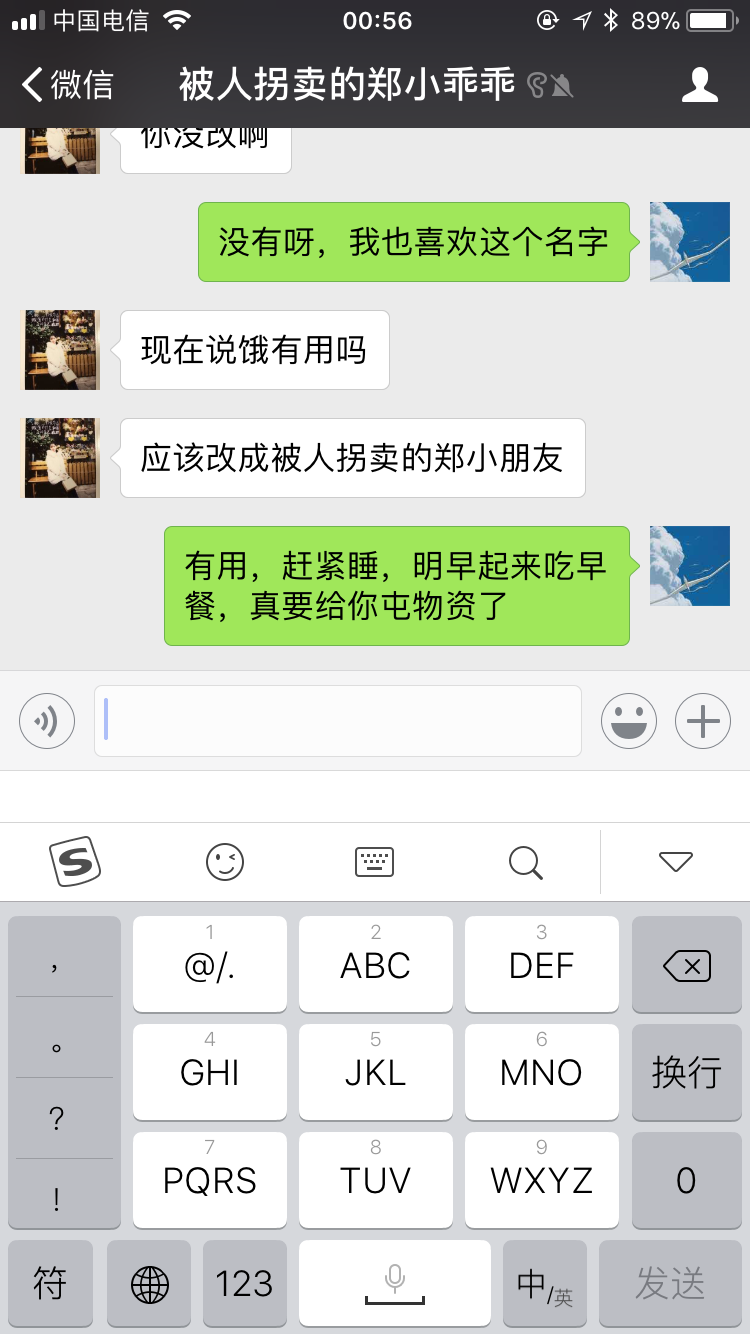 中国电信 00:56 89%
微信 被人拐卖的郑小乖乖
你没改啊
没有呀，我也喜欢这个名字
现在说饿有用吗
应该改成被人拐卖的郑小朋友
有用，赶紧睡，明早起来吃早
餐，真要给你屯物资了
S
， 1 2 3
@/. ABC DEF
。 4 5 6
GHI JKL MNO 换行
？ 7 8 9
！ PQRS TUV WXYZ 0
符 123 中/英 发送